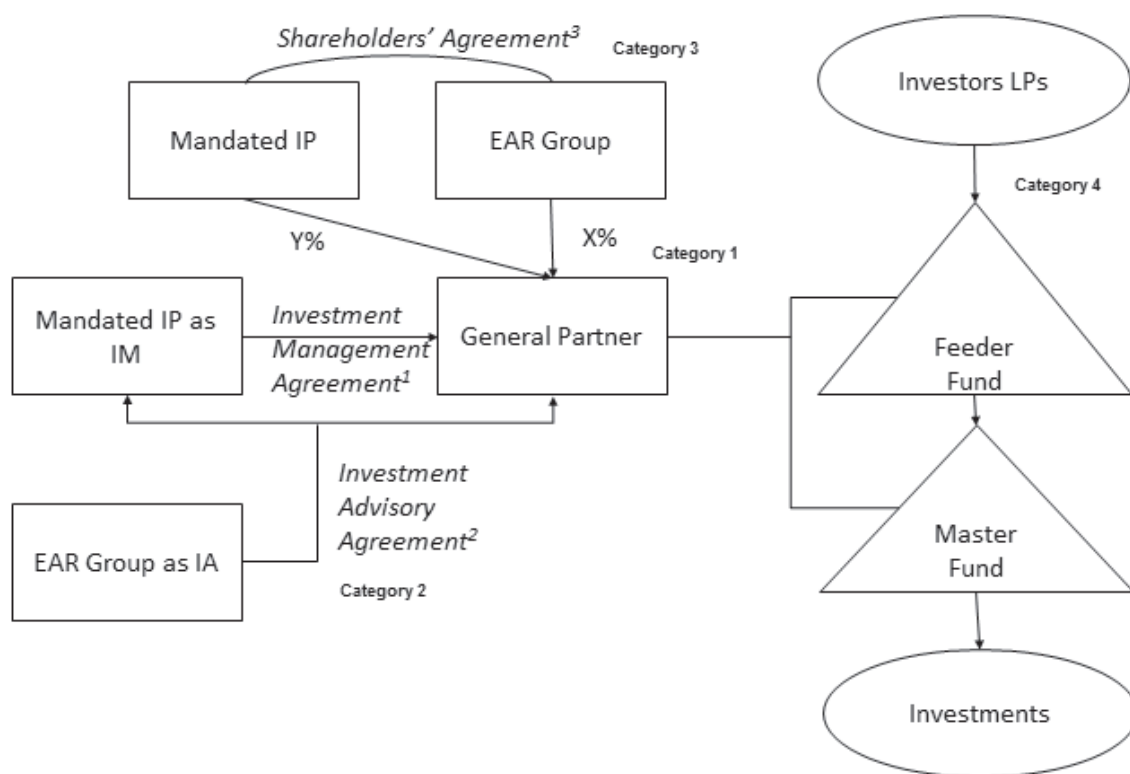 Shareholders' Agreement³
Category 3
Mandated IP
EAR Group
Investors LPs
Category 4
Y%
X%
Category 1
Mandated IP as
IM
Investment
Management
Agreement¹
General Partner
Feeder
Fund
Investment
Advisory
Agreement²
EAR Group as IA
Category 2
Master
Fund
Investments